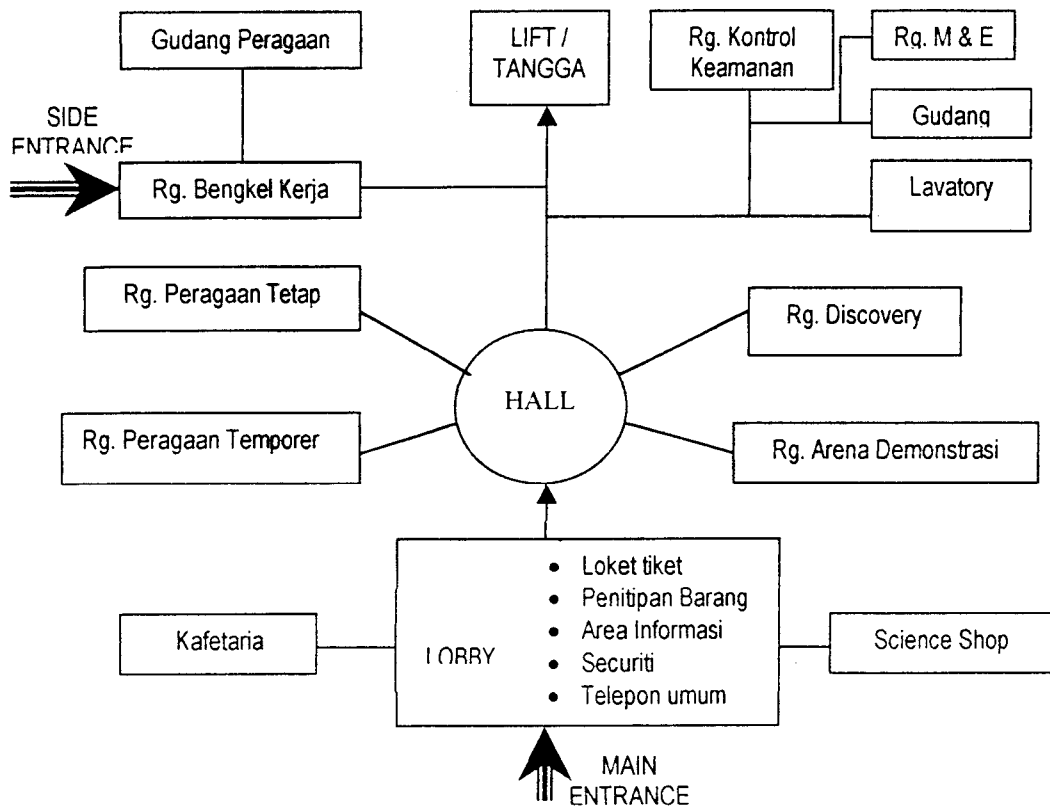 Gudang Peragaan
LIFT /
TANGGA
Rg. Kontrol
Keamanan
Rg. M & E
Gudang
SIDE
ENTRANCE
Rg. Bengkel Kerja
Lavatory
Rg. Peragaan Tetap
Rg. Discovery
HALL
Rg. Peragaan Temporer
Rg. Arena Demonstrasi
• Loket tiket
• Penitipan Barang
• Area Informasi
• Securiti
• Telepon umum
LOBBY
Kafetaria
Science Shop
MAIN
ENTRANCE